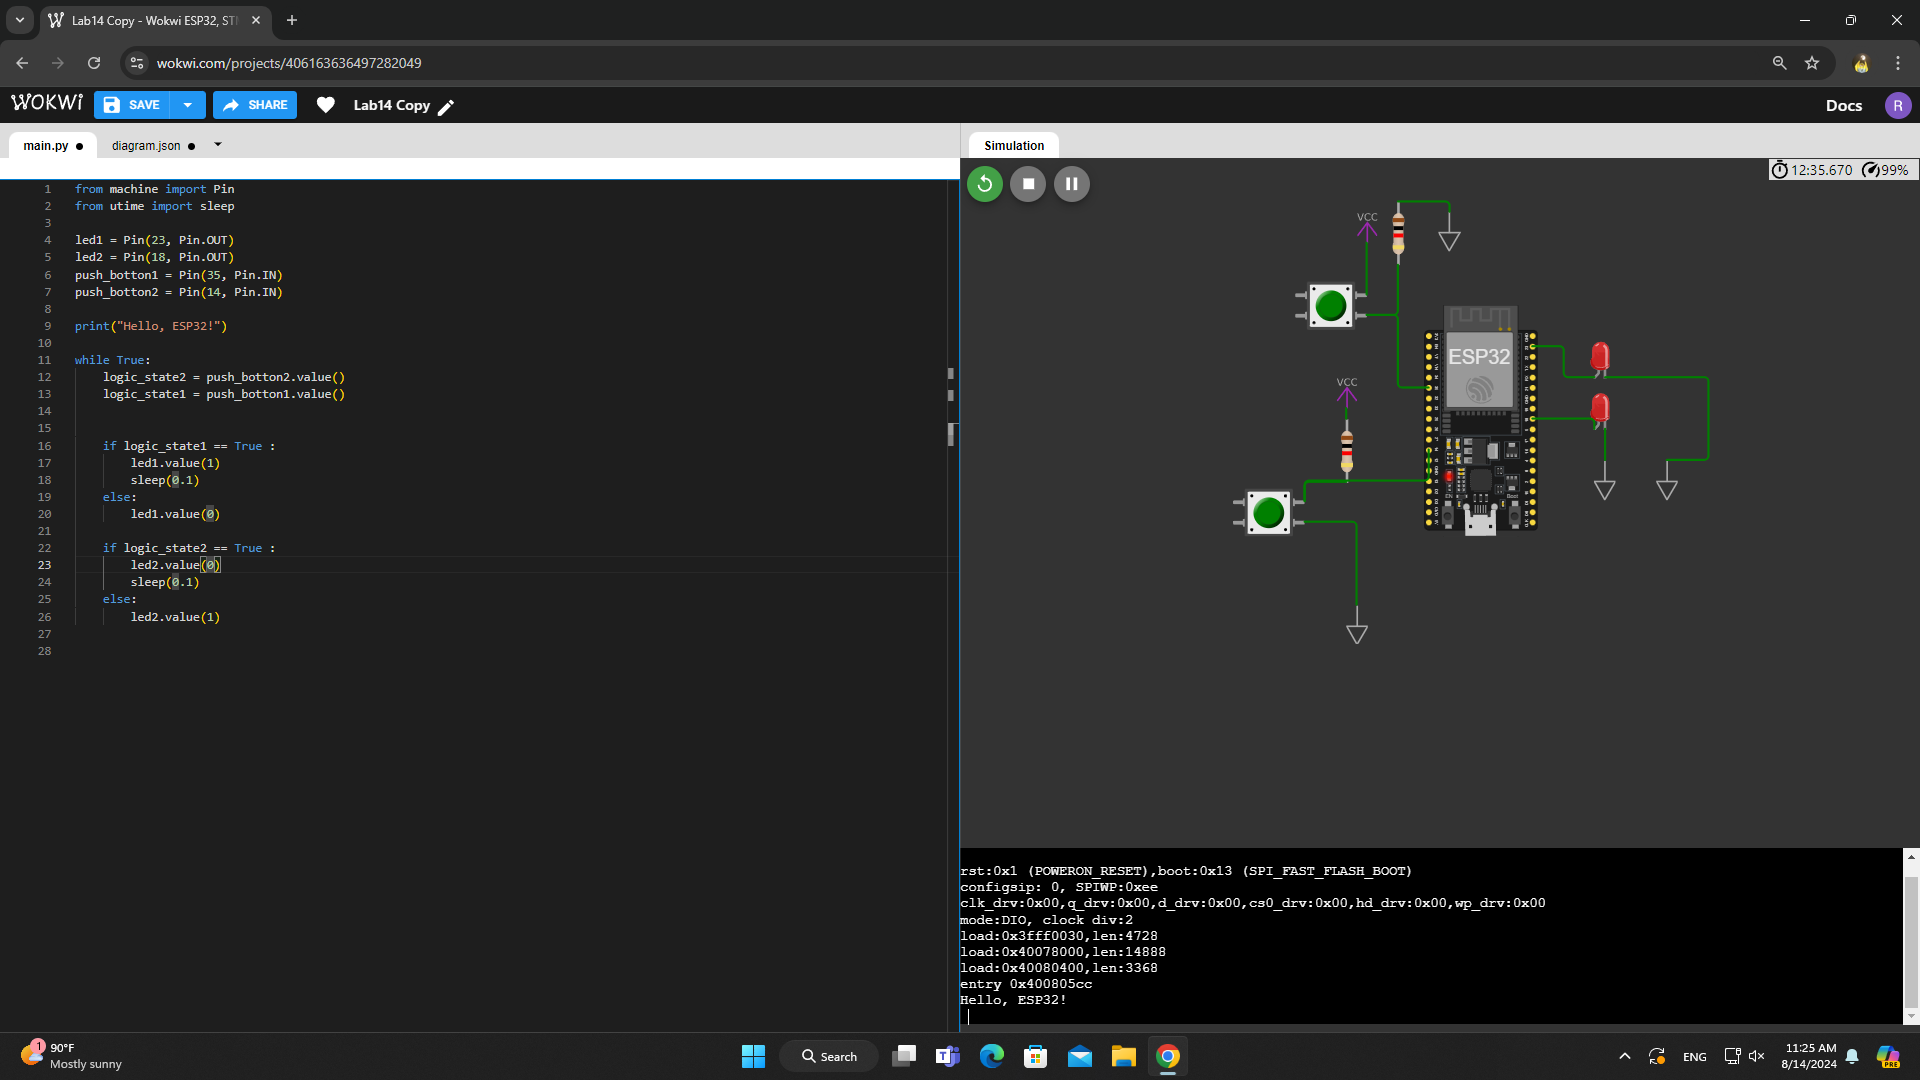 Lab14 Copy - Wokwi ESP32, ST
wokwi.com/projects/406163636497282049
WOKWI
SAVE
SHARE
Lab14 Copy
Docs
R
main.py
diagram.json
Simulation
1 from machine import Pin
2 from utime import sleep
3
4 led1 = Pin(23, Pin.OUT)
5 led2 = Pin(18, Pin.OUT)
6 push_botton1 = Pin(35, Pin.IN)
7 push_botton2 = Pin(14, Pin.IN)
8
9 print("Hello, ESP32!")
10
11 while True:
12 logic_state2 = push_botton2.value()
13 logic_state1 = push_botton1.value()
14
15
16 if logic_state1 == True :
17 led1.value(1)
18 sleep(0.1)
19 else:
20 led1.value(0)
21
22 if logic_state2 == True :
23 led2.value(0)
24 sleep(0.1)
25 else:
26 led2.value(1)
27
28
12:35.670
99%
VCC
VCC
ESP32
rst:0x1 (POWERON_RESET),boot:0x13 (SPI_FAST_FLASH_BOOT)
configsip: 0, SPIWP:0xee
clk_drv:0x00,q_drv:0x00,d_drv:0x00,cs0_drv:0x00,hd_drv:0x00,wp_drv:0x00
mode:DIO, clock div:2
load:0x3fff0030,len:4728
load:0x40078000,len:14888
load:0x40080400,len:3368
entry 0x400805cc
Hello, ESP32!
1
90°F
Mostly sunny
Search
ENG
11:25 AM
8/14/2024
PRE